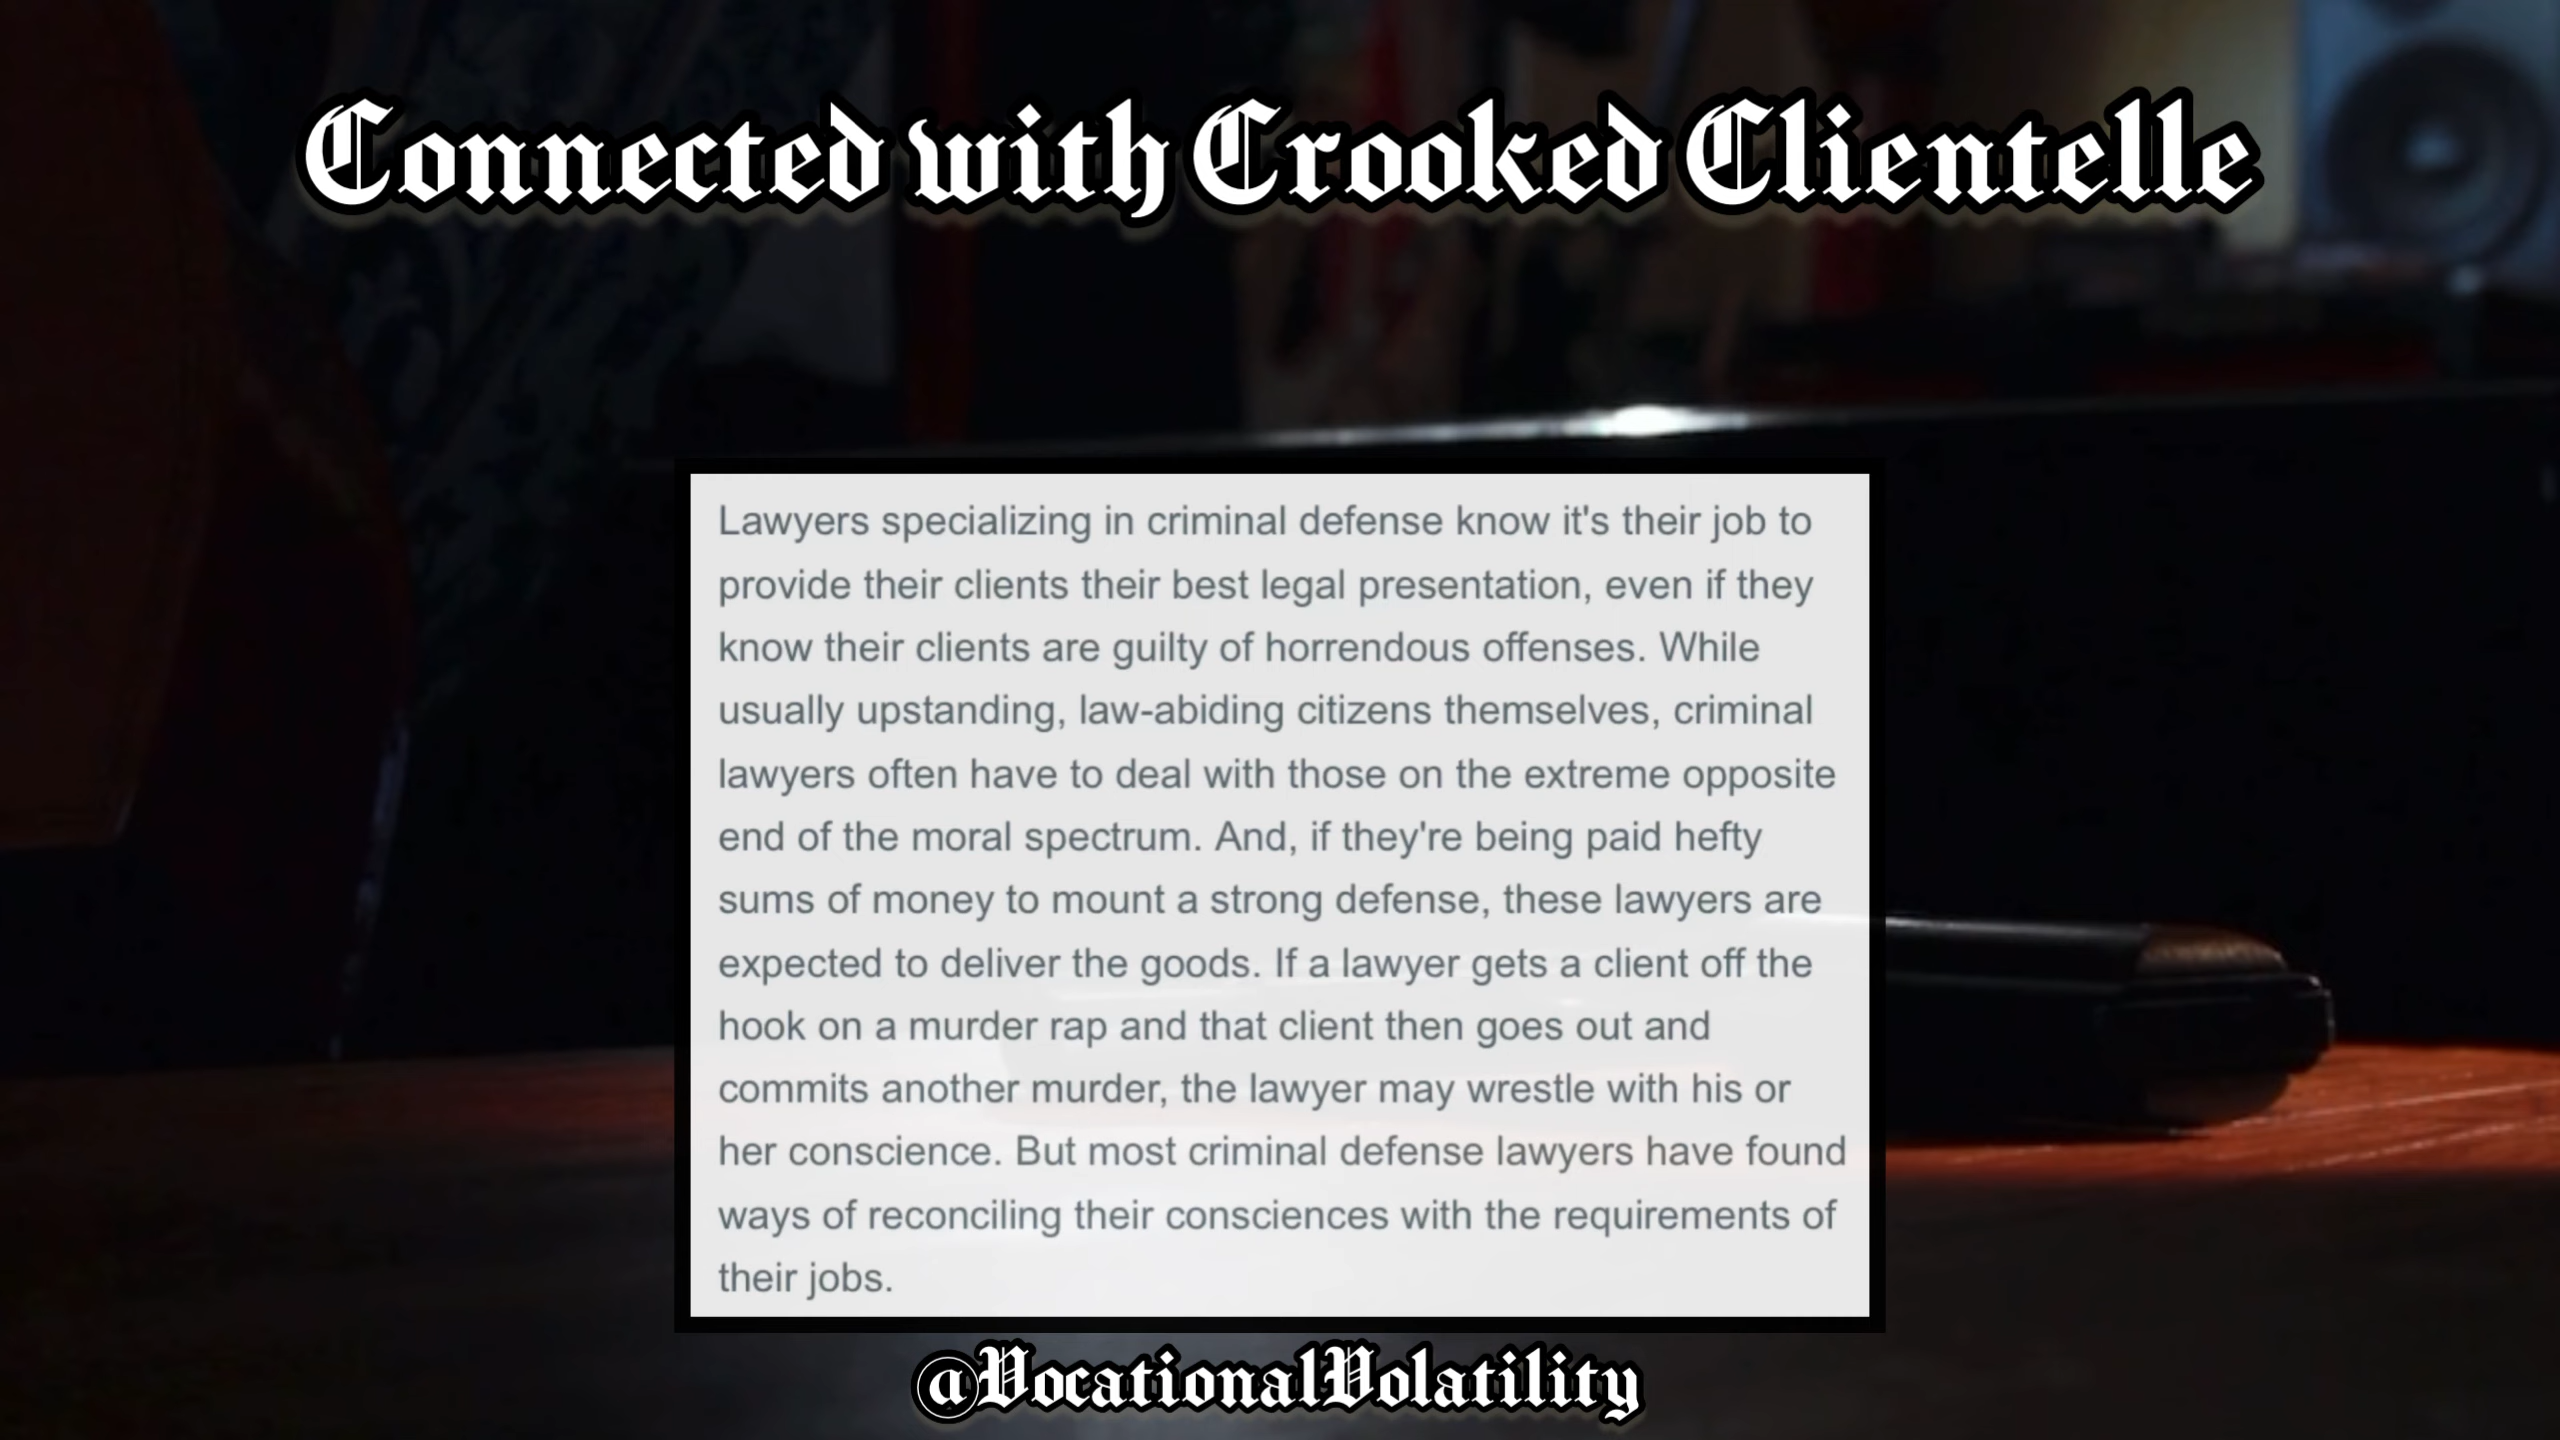 Connected with Crooked Clientelle
Lawyers specializing in criminal defense know it's their job to
provide their clients their best legal presentation, even if they
know their clients are guilty of horrendous offenses. While
usually upstanding, law-abiding citizens themselves, criminal
lawyers often have to deal with those on the extreme opposite
end of the moral spectrum. And, if they're being paid hefty
sums of money to mount a strong defense, these lawyers are
expected to deliver the goods. If a lawyer gets a client off the
hook on a murder rap and that client then goes out and
commits another murder, the lawyer may wrestle with his or
her conscience. But most criminal defense lawyers have found
ways of reconciling their consciences with the requirements of
their jobs.
@VocationalVolatility